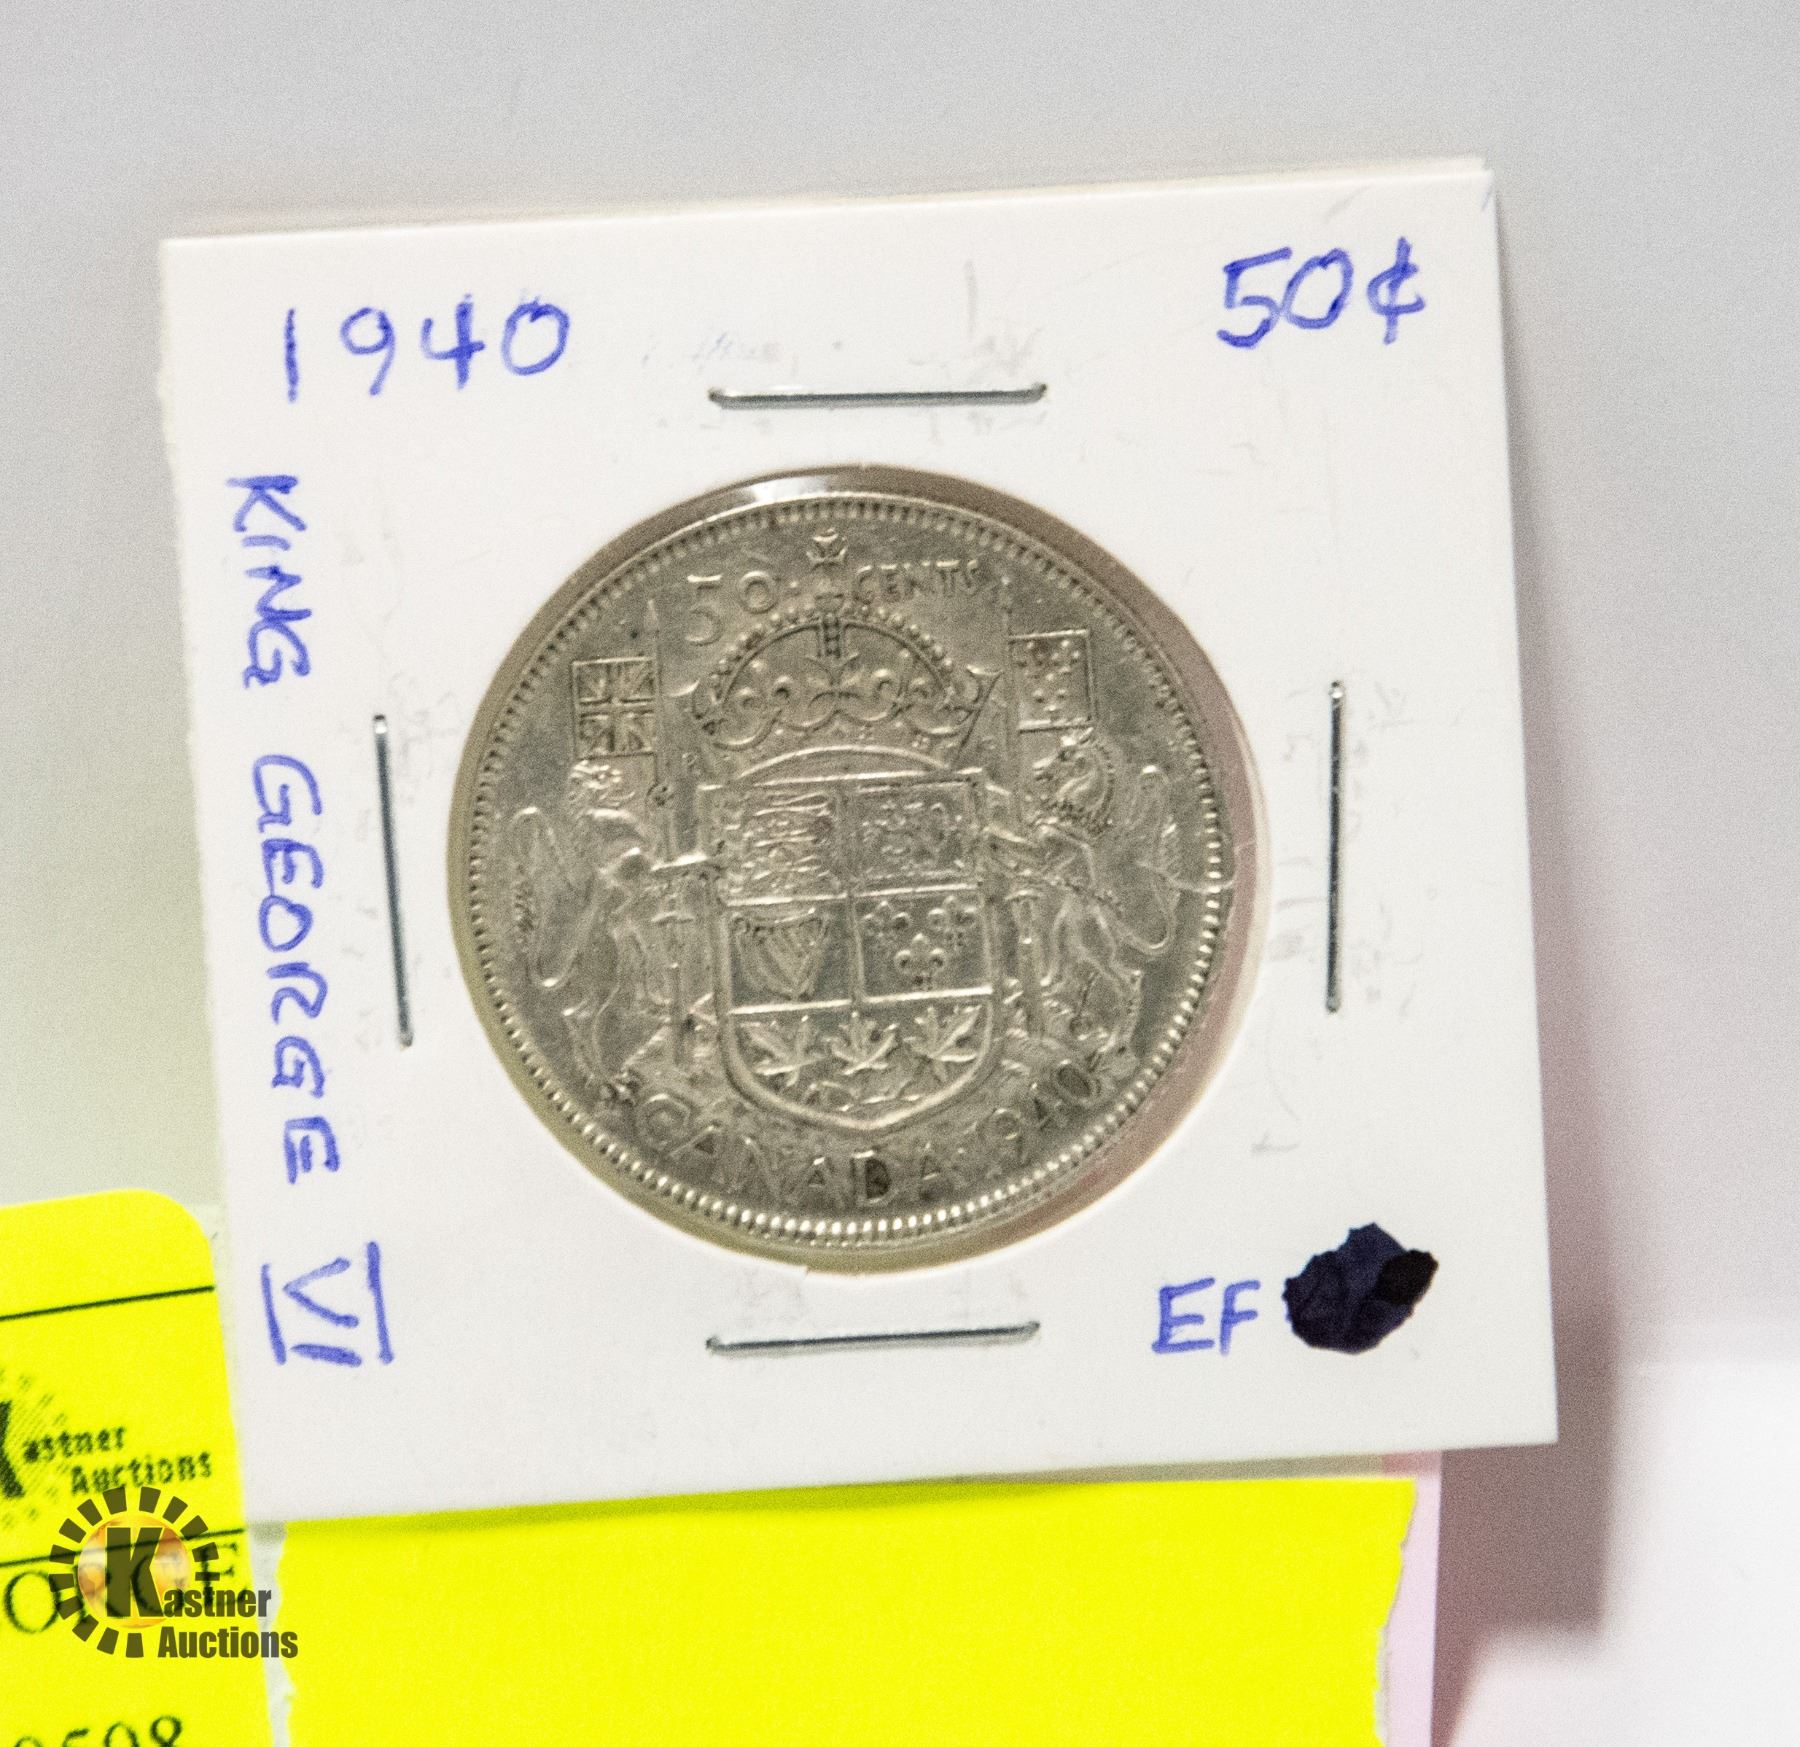 1940
50¢
KING GEORGE VI
50 CENTS
CANADA 1940
EF
Kastner
Auctions
Kastner
Auctions